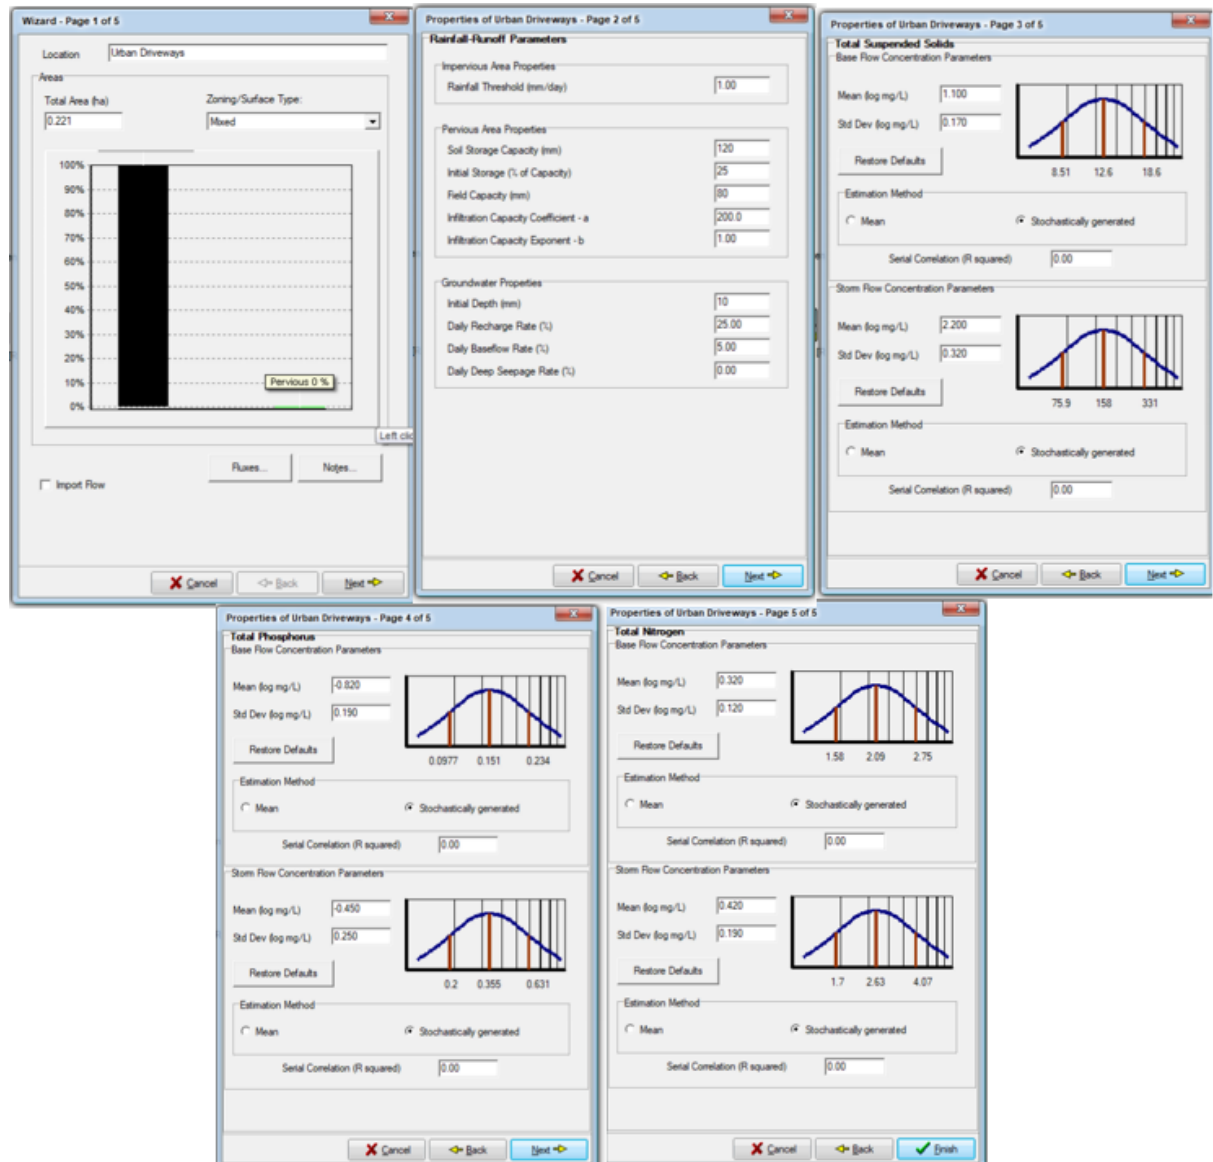 Wizard - Page 1 of 5
Location Urban Driveways
Areas
Total Area (ha) Zoning/Surface Type:
0.221 Mixed
100%
90%
80%
70%
60%
50%
40%
30%
20%
10%
0%
Pervious 0 %
Left clic
Fluxes... Notes...
Import Flow
Cancel Back Next
Properties of Urban Driveways - Page 2 of 5
Rainfall-Runoff Parameters
Impervious Area Properties
Rainfall Threshold (mm/day) 1.00
Pervious Area Properties
Soil Storage Capacity (mm) 120
Initial Storage (% of Capacity) 25
Field Capacity (mm) 80
Infiltration Capacity Coefficient - a 200.0
Infiltration Capacity Exponent - b 1.00
Groundwater Properties
Initial Depth (mm) 10
Daily Recharge Rate (%) 25.00
Daily Baseflow Rate (%) 5.00
Daily Deep Seepage Rate (%) 0.00
Cancel Back Next
Properties of Urban Driveways - Page 3 of 5
Total Suspended Solids
Base Flow Concentration Parameters
Mean (log mg/L) 1.100
Std Dev (log mg/L) 0.170
Restore Defaults
8.51 12.6 18.6
Estimation Method
Mean Stochastically generated
Serial Correlation (R squared) 0.00
Storm Flow Concentration Parameters
Mean (log mg/L) 2.200
Std Dev (log mg/L) 0.320
Restore Defaults
75.9 158 331
Estimation Method
Mean Stochastically generated
Serial Correlation (R squared) 0.00
Cancel Back Next
Properties of Urban Driveways - Page 4 of 5
Total Phosphorus
Base Flow Concentration Parameters
Mean (log mg/L) -0.820
Std Dev (log mg/L) 0.190
Restore Defaults
0.0977 0.151 0.234
Estimation Method
Mean Stochastically generated
Serial Correlation (R squared) 0.00
Storm Flow Concentration Parameters
Mean (log mg/L) -0.450
Std Dev (log mg/L) 0.250
Restore Defaults
0.2 0.355 0.631
Estimation Method
Mean Stochastically generated
Serial Correlation (R squared) 0.00
Cancel Back Next
Properties of Urban Driveways - Page 5 of 5
Total Nitrogen
Base Flow Concentration Parameters
Mean (log mg/L) 0.320
Std Dev (log mg/L) 0.120
Restore Defaults
1.58 2.09 2.75
Estimation Method
Mean Stochastically generated
Serial Correlation (R squared) 0.00
Storm Flow Concentration Parameters
Mean (log mg/L) 0.420
Std Dev (log mg/L) 0.190
Restore Defaults
1.7 2.63 4.07
Estimation Method
Mean Stochastically generated
Serial Correlation (R squared) 0.00
Cancel Back Finish